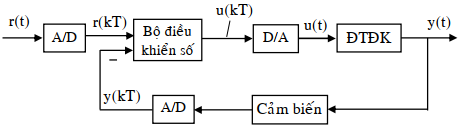 r(t)
A/D
r(kT)
Bộ điều
khiển số
u(kT)
D/A
u(t)
ĐTĐK
y(t)
−
y(kT)
A/D
Cảm biến